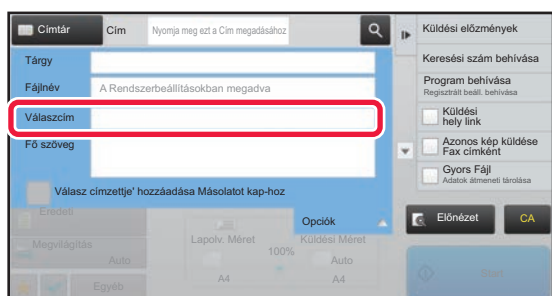 Címtár
Cím
Nyomja meg ezt a Cím megadásához
Küldési előzmények
Tárgy
Keresési szám behívása
Fájlnév
A Rendszerbeállításokban megadva
Program behívása
Regisztrált beáll. behívása
Válaszcím
Küldési
hely link
Fő szöveg
Azonos kép küldése
Fax címként
Gyors Fájl
Adatok átmeneti tárolása
Válasz címzettje' hozzáadása Másolatot kap-hoz
Eredeti
Opciók
Előnézet
CA
Megvilágítás
Auto
Lapolv. Méret
100%
Küldési Méret
Auto
A4
A4
Egyéb
Start